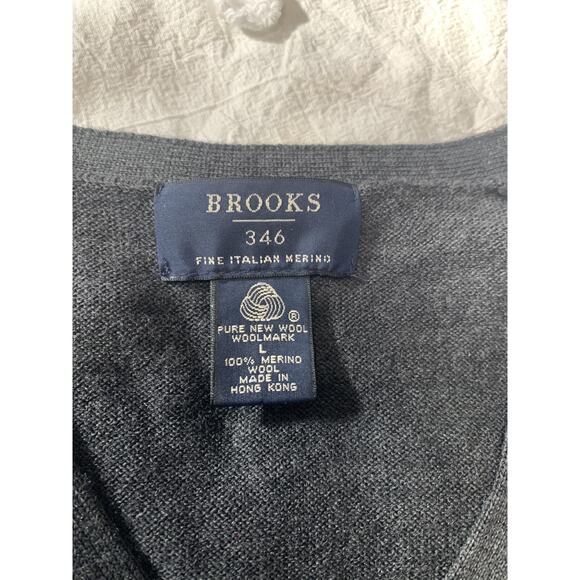 BROOKS
346
FINE ITALIAN MERINO
®
PURE NEW WOOL
WOOLMARK
L
100% MERINO
WOOL
MADE IN
HONG KONG